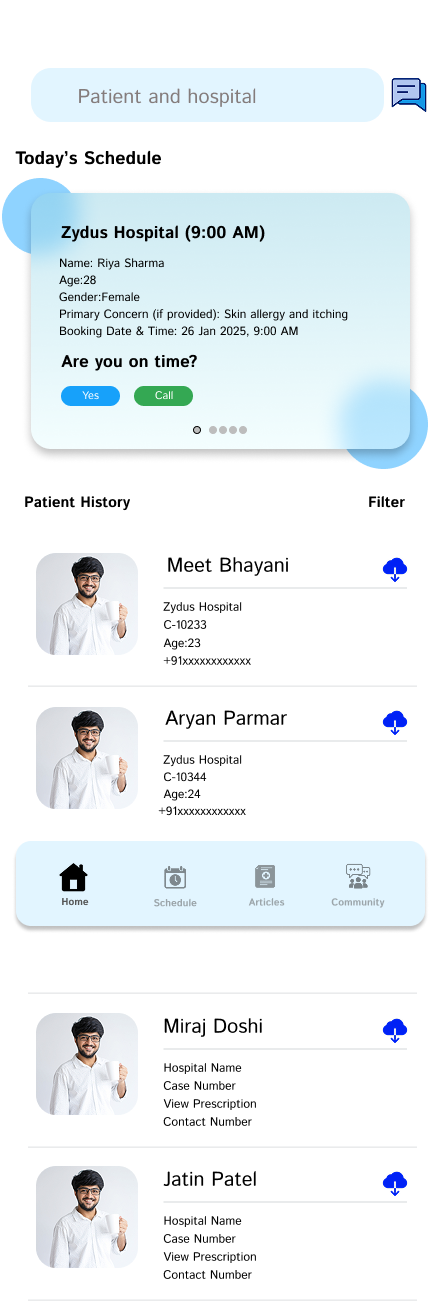 Patient and hospital
Today's Schedule
Zydus Hospital (9:00 AM)
Name: Riya Sharma
Age:28
Gender:Female
Primary Concern (if provided): Skin allergy and itching
Booking Date & Time: 26 Jan 2025, 9:00 AM
Are you on time?
Yes Call
Patient History Filter
Meet Bhayani
Zydus Hospital
C-10233
Age:23
+91xxxxxxxxxxxx
Aryan Parmar
Zydus Hospital
C-10344
Age:24
+91xxxxxxxxxxxx
Home Schedule Articles Community
Miraj Doshi
Hospital Name
Case Number
View Prescription
Contact Number
Jatin Patel
Hospital Name
Case Number
View Prescription
Contact Number